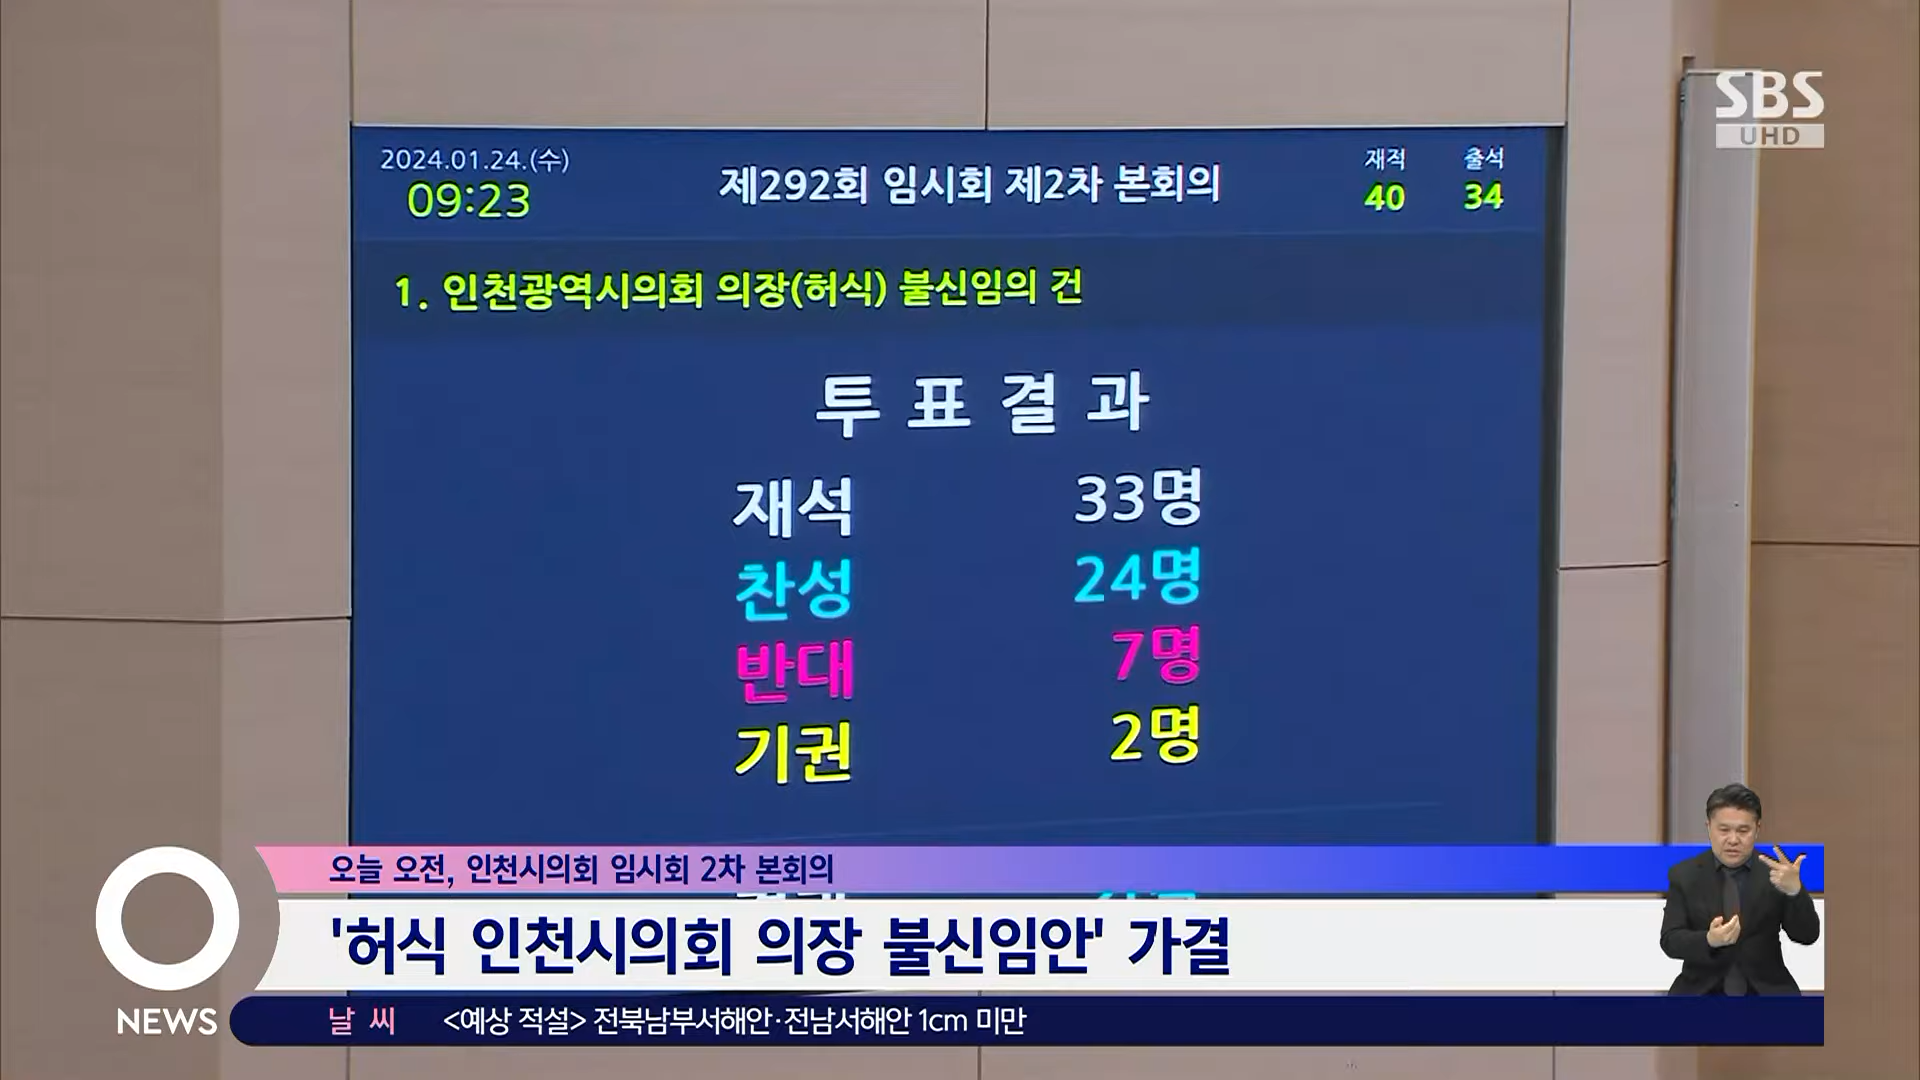 SBS
UHD
2024.01.24.(수)
09:23
제292회 임시회 제2차 본회의
재적 출석
40 34
1. 인천광역시의회 의장(허식) 불신임의 건
투표결과
재석 33명
찬성 24명
반대 7명
기권 2명
오늘 오전, 인천시의회 임시회 2차 본회의
'허식 인천시의회 의장 불신임안' 가결
NEWS
날씨 <예상 적설> 전북남부서해안·전남서해안 1cm 미만